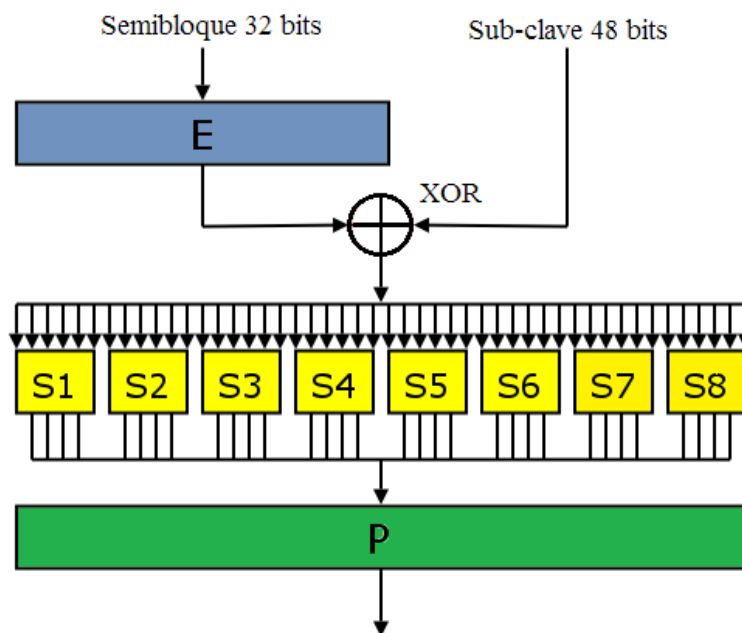 Semibloque 32 bits
Sub-clave 48 bits
E
XOR
S1 S2 S3 S4 S5 S6 S7 S8
P